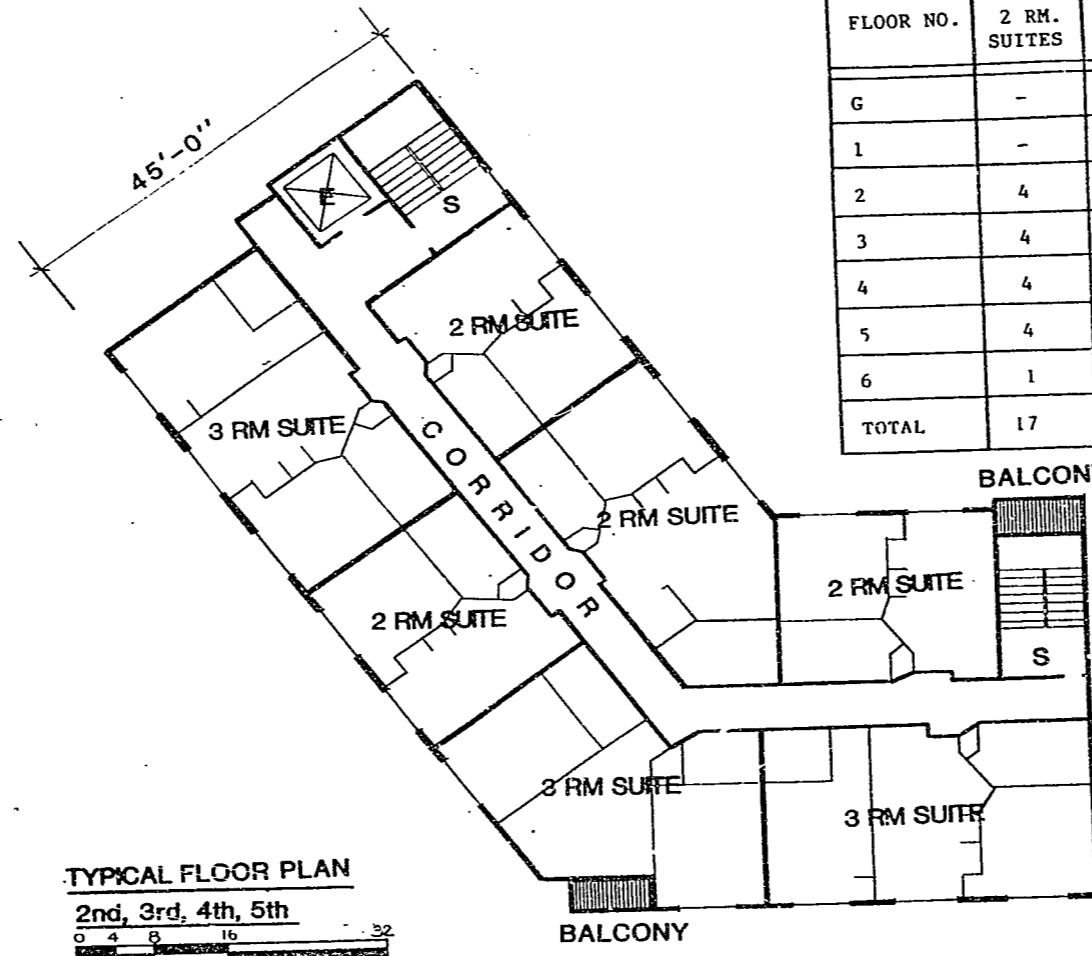 FLOOR NO. 2 RM. SUITES
G -
1 -
2 4
3 4
4 4
5 4
6 1
TOTAL 17
45'-0"
E
S
2 RM SUITE
3 RM SUITE
CORRIDOR
2 RM SUITE
2 RM SUITE
BALCON
2 RM SUITE
S
3 RM SUITE
3 RM SUITE
BALCONY
TYPICAL FLOOR PLAN
2nd, 3rd, 4th, 5th
0 4 8 16 32